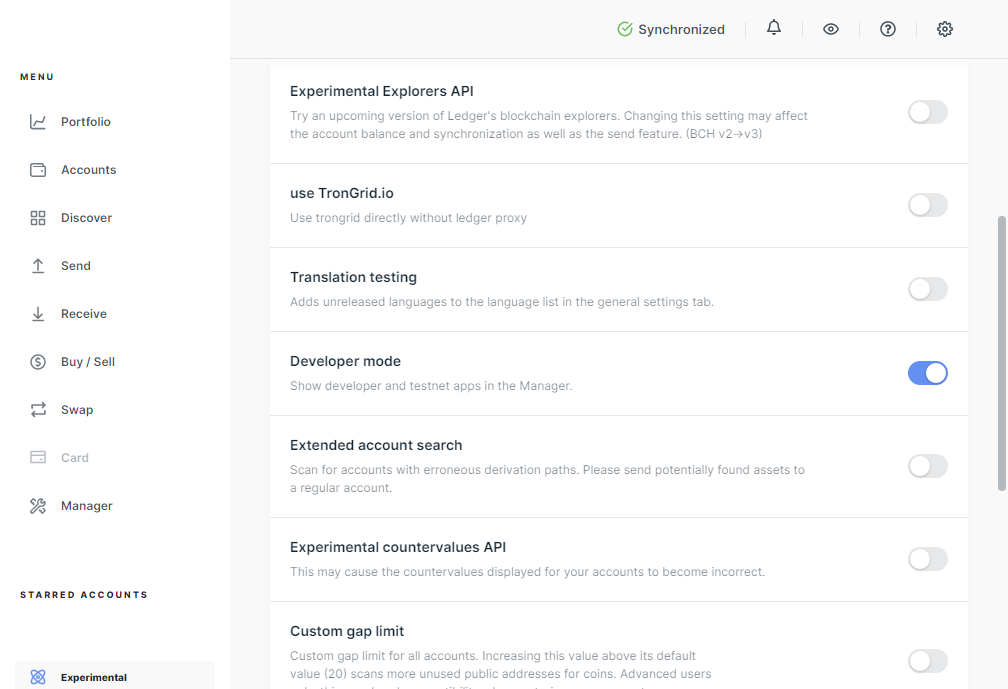 Synchronized
MENU
Portfolio
Accounts
Discover
Send
Receive
Buy / Sell
Swap
Card
Manager
STARRED ACCOUNTS
Experimental
Experimental Explorers API
Try an upcoming version of Ledger's blockchain explorers. Changing this setting may affect
the account balance and synchronization as well as the send feature. (BCH v2->v3)
use TronGrid.io
Use trongrid directly without ledger proxy
Translation testing
Adds unreleased languages to the language list in the general settings tab.
Developer mode
Show developer and testnet apps in the Manager.
Extended account search
Scan for accounts with erroneous derivation paths. Please send potentially found assets to
a regular account.
Experimental countervalues API
This may cause the countervalues displayed for your accounts to become incorrect.
Custom gap limit
Custom gap limit for all accounts. Increasing this value above its default
value (20) scans more unused public addresses for coins. Advanced users